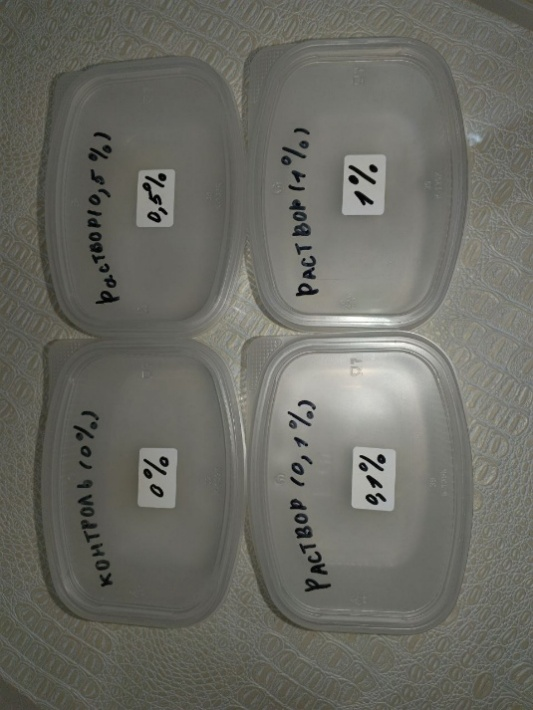 КОНТРОЛЬ (0%)
0%
Раствор (0,5%)
0,5%
РАСТВОР (0,1%)
0,1%
РАСТВОР (1%)
1%